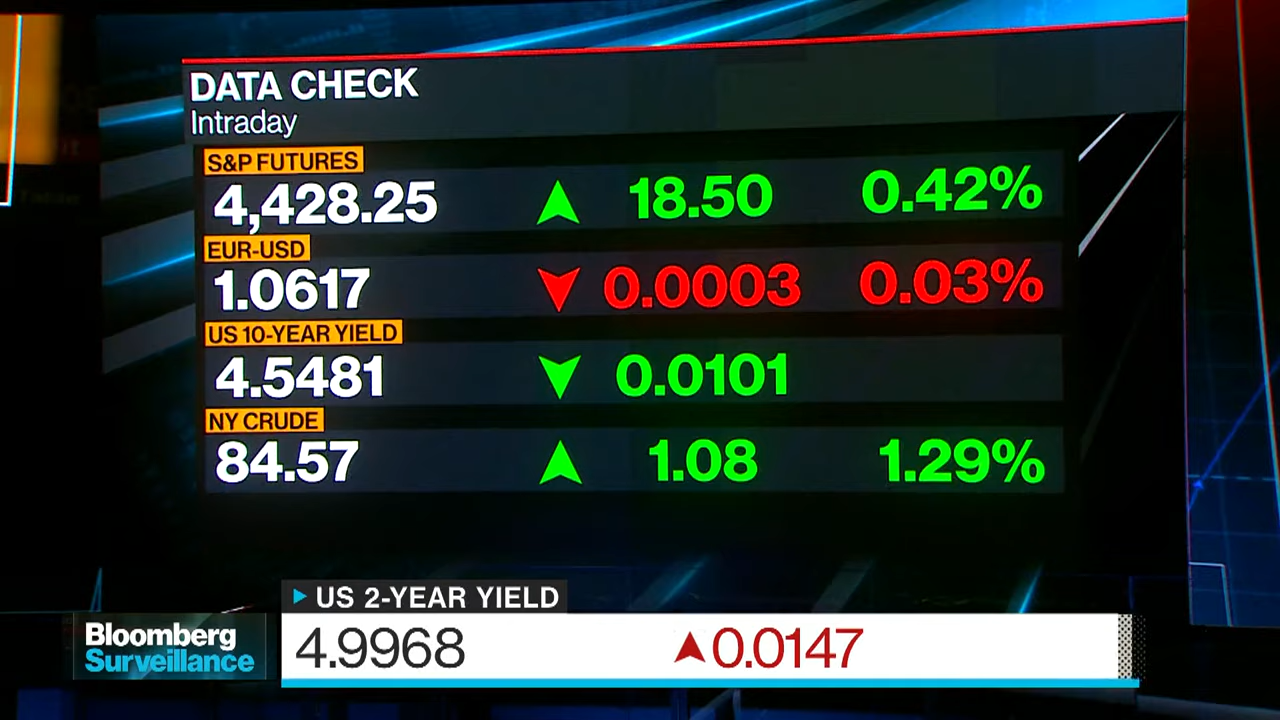 DATA CHECK
Intraday
S&P FUTURES
4,428.25 ▲ 18.50 0.42%
EUR-USD
1.0617 ▼ 0.0003 0.03%
US 10-YEAR YIELD
4.5481 ▼ 0.0101
NY CRUDE
84.57 ▲ 1.08 1.29%
US 2-YEAR YIELD
4.9968 ▲ 0.0147
Bloomberg
Surveillance